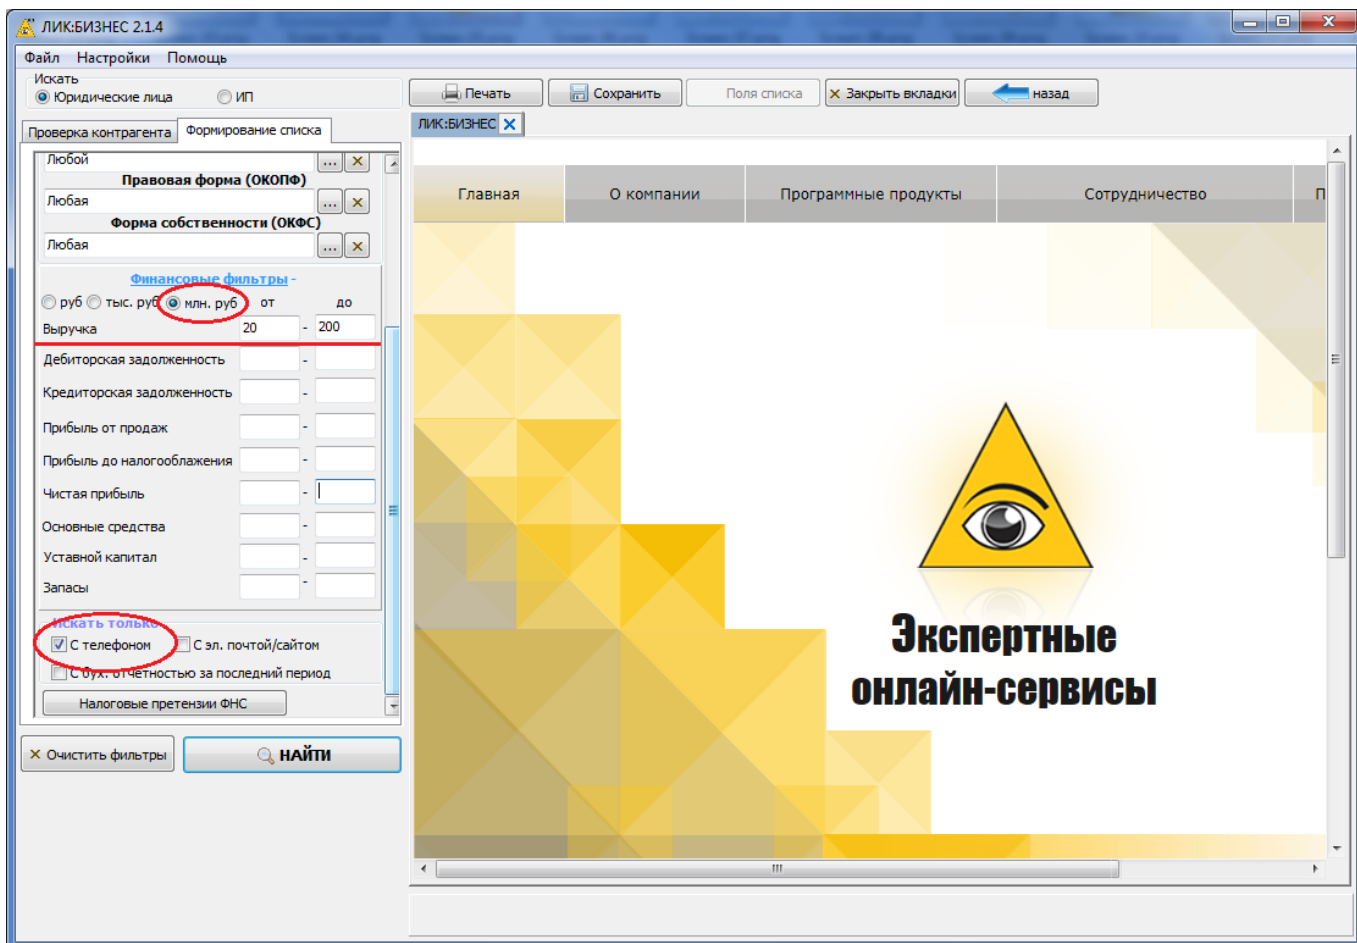 ЛИК:БИЗНЕС 2.1.4
Файл Настройки Помощь
Искать
Юридические лица ИП
Печать Сохранить Поля списка Закрыть вкладки назад
Проверка контрагента Формирование списка
ЛИК:БИЗНЕС
Любой ...
Правовая форма (ОКОПФ)
Любая ...
Форма собственности (ОКФС)
Любая ...
Финансовые фильтры -
руб тыс. руб млн. руб от до
Выручка 20 - 200
Дебиторская задолженность -
Кредиторская задолженность -
Прибыль от продаж -
Прибыль до налогооблажения -
Чистая прибыль -
Основные средства -
Уставной капитал -
Запасы -
Искать только
С телефоном С эл. почтой/сайтом
С бух. отчетностью за последний период
Налоговые претензии ФНС
Очистить фильтры НАЙТИ
Главная О компании Программные продукты Сотрудничество П
Экспертные
онлайн-сервисы